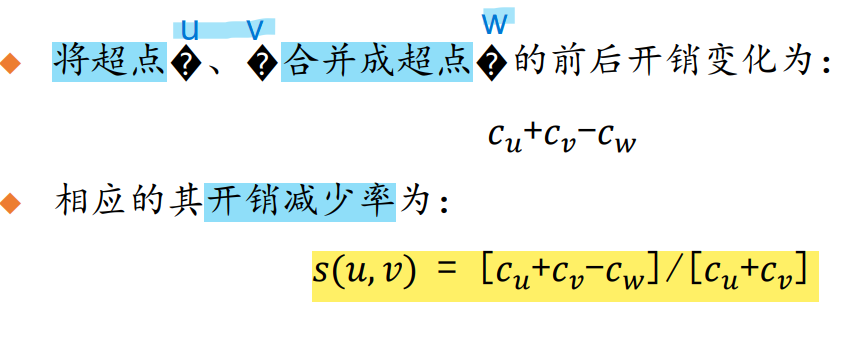 u v w
◆ 将超点�、�合并成超点�的前后开销变化为：
c_u+c_v−c_w
◆ 相应的其开销减少率为：
s(u, v) = [c_u+c_v−c_w]/[c_u+c_v]